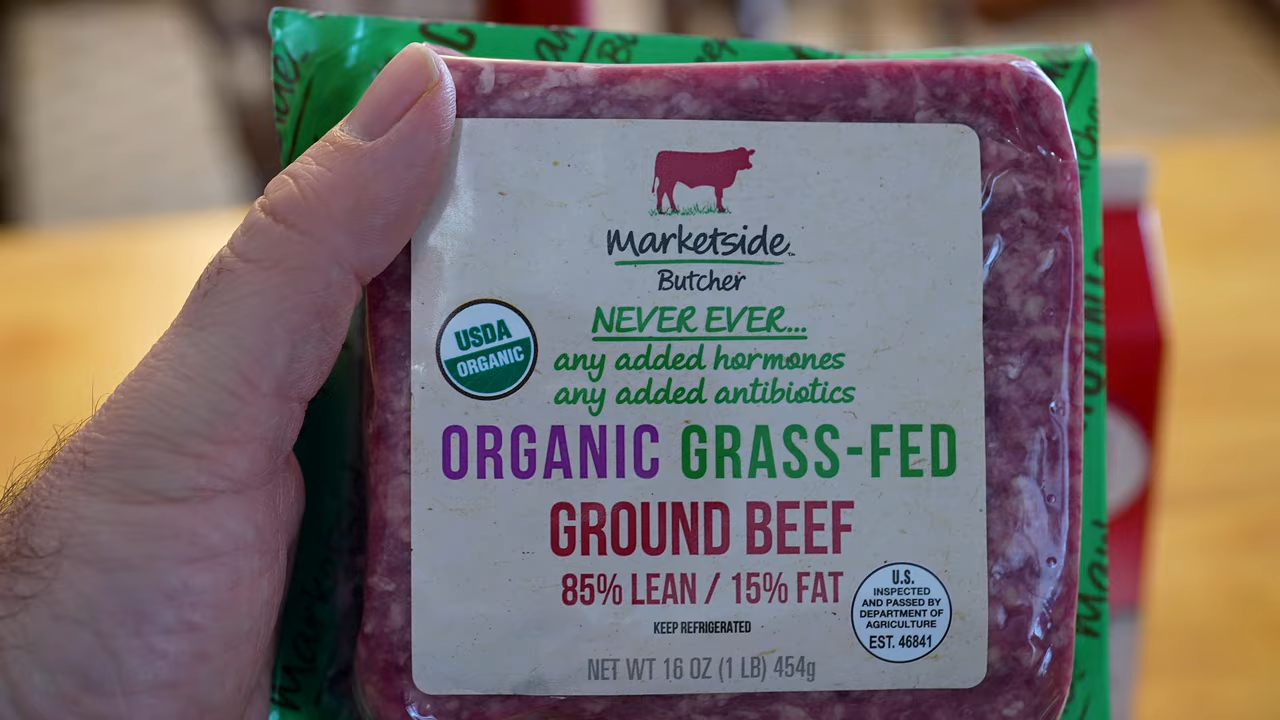 Marketside
Butcher
NEVER EVER...
any added hormones
any added antibiotics
USDA
ORGANIC
ORGANIC GRASS-FED
GROUND BEEF
85% LEAN / 15% FAT
KEEP REFRIGERATED
NET WT 16 OZ (1 LB) 454g
U.S.
INSPECTED
AND PASSED BY
DEPARTMENT OF
AGRICULTURE
EST. 46841